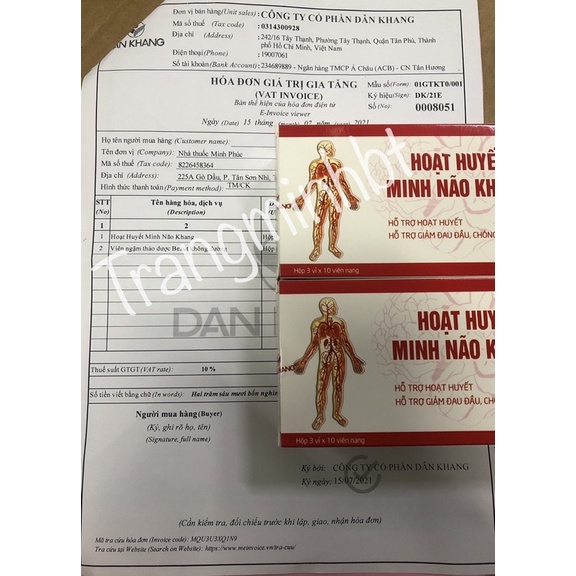 Đơn vị bán hàng(Unit sales) : CÔNG TY CỔ PHẦN DÂN KHANG
Mã số thuế (Tax code) : 0314300928
Địa chỉ (Address) : 242/16 Tây Thạnh, Phường Tây Thạnh, Quận Tân Phú, Thành
phố Hồ Chí Minh, Việt Nam
Điện thoại(Phone) : 19007061
Số tài khoản (Bank Account) : 234689889 - Ngân hàng TMCP Á Châu (ACB) - CN Tân Hương
KHANG
HÓA ĐƠN GIÁ TRỊ GIA TĂNG
(VAT INVOICE)
Bản thể hiện của hóa đơn điện tử
E-Invoice viewer
Ngày (Date) 15 tháng 07 năm (year) 2021
Mẫu số(Form) 01GTKT0/001
Ký hiệu(Sign) DK/21E
Số (No) 0008051
Họ tên người mua hàng (Customer name):
Tên đơn vị (Company): Nhà thuốc Minh Phúc
Mã số thuế (Tax code): 8226458364
Địa chỉ (Address) : 225A Gò Dầu, P. Tân Sơn Nhì,
Hình thức thanh toán(Payment method) TM/CK
STT
(No)
Tên hàng hóa, dịch vụ
(Description)
1 2
1 Hoạt Huyết Minh Não Khang Hộp
2 Viên ngậm thảo dược Hộp
DAN
Thuế suất GTGT(VAT rate): 10 %
Số tiền viết bằng chữ (In words): Hai trăm sáu mươi bốn
Người mua hàng (Buyer)
(Ký, ghi rõ họ, tên)
(Signature, full name)
Ký bởi: CÔNG TY CỔ PHẦN DÂN KHANG
Ký ngày: 15/07/2021
(Cần kiểm tra, đối chiếu trước khi lập, giao, nhận hóa đơn)
Mã tra cứu hóa đơn (Invoice code): MQU3U3XQ1N9
Tra cứu tại Website (Search on Website): https://www.meinvoice.vn/tra-cuu/
HOẠT HUYẾT
MINH NÃO
HỖ TRỢ HOẠT HUYẾT
HỖ TRỢ GIẢM ĐAU ĐẦU, CHÓNG
Hộp 3 vỉ x 10 viên nang
HOẠT HUY
MINH NÃO K
HỖ TRỢ HOẠT HUYẾT
HỖ TRỢ GIẢM ĐAU ĐẦU,
Hộp 3 vỉ x 10 viên nang
Trangminhbt